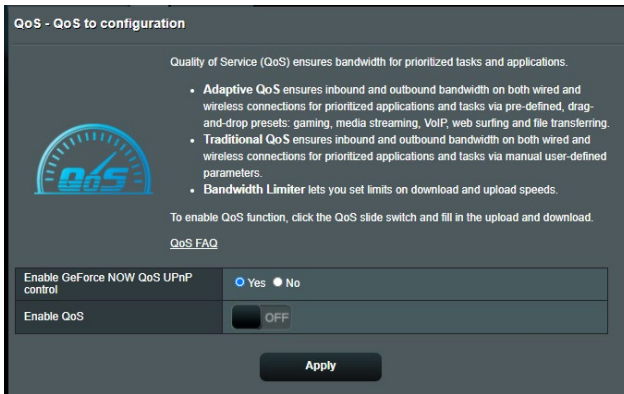 QoS - QoS to configuration
Quality of Service (QoS) ensures bandwidth for prioritized tasks and applications.
• Adaptive QoS ensures inbound and outbound bandwidth on both wired and
wireless connections for prioritized applications and tasks via pre-defined, drag-
and-drop presets: gaming, media streaming, VoIP, web surfing and file transferring.
• Traditional QoS ensures inbound and outbound bandwidth on both wired and
wireless connections for prioritized applications and tasks via manual user-defined
parameters.
• Bandwidth Limiter lets you set limits on download and upload speeds.
QoS
To enable QoS function, click the QoS slide switch and fill in the upload and download.
QoS FAQ
Enable GeForce NOW QoS UPnP
control
Yes No
Enable QoS
OFF
Apply